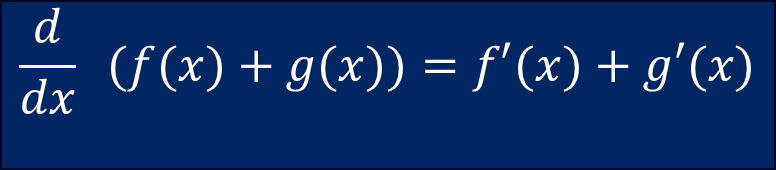 d/dx (f(x) + g(x)) = f′(x) + g′(x)